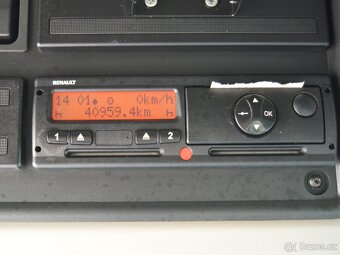 RENAULT
14 01 0km/h
40959.4km
1 2
OK
Bazos.cz